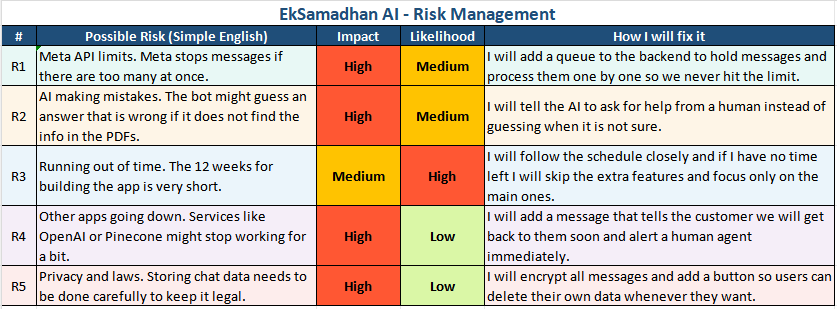 EkSamadhan AI - Risk Management
# Possible Risk (Simple English) Impact Likelihood How I will fix it
R1
Meta API limits. Meta stops messages if
there are too many at once.
High
Medium
I will add a queue to the backend to hold messages and
process them one by one so we never hit the limit.
R2
AI making mistakes. The bot might guess an
answer that is wrong if it does not find the
info in the PDFs.
High
Medium
I will tell the AI to ask for help from a human instead of
guessing when it is not sure.
R3
Running out of time. The 12 weeks for
building the app is very short.
Medium
High
I will follow the schedule closely and if I have no time
left I will skip the extra features and focus only on the
main ones.
R4
Other apps going down. Services like
OpenAI or Pinecone might stop working for
a bit.
High
Low
I will add a message that tells the customer we will get
back to them soon and alert a human agent
immediately.
R5
Privacy and laws. Storing chat data needs to
be done carefully to keep it legal.
High
Low
I will encrypt all messages and add a button so users can
delete their own data whenever they want.